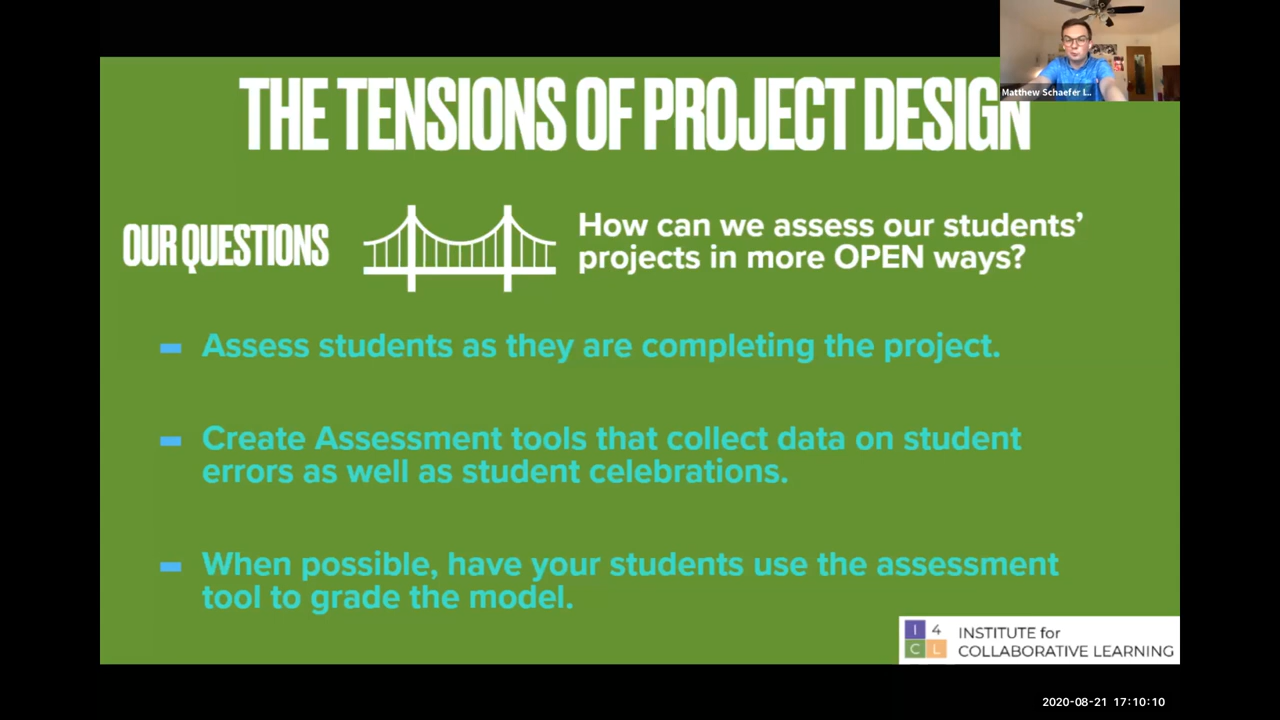 THE TENSIONS OF PROJECT DESIGN
Matthew Schaefer L...
OUR QUESTIONS
How can we assess our students’
projects in more OPEN ways?
Assess students as they are completing the project.
Create Assessment tools that collect data on student
errors as well as student celebrations.
When possible, have your students use the assessment
tool to grade the model.
I 4
C L
INSTITUTE for
COLLABORATIVE LEARNING
2020-08-21 17:10:10